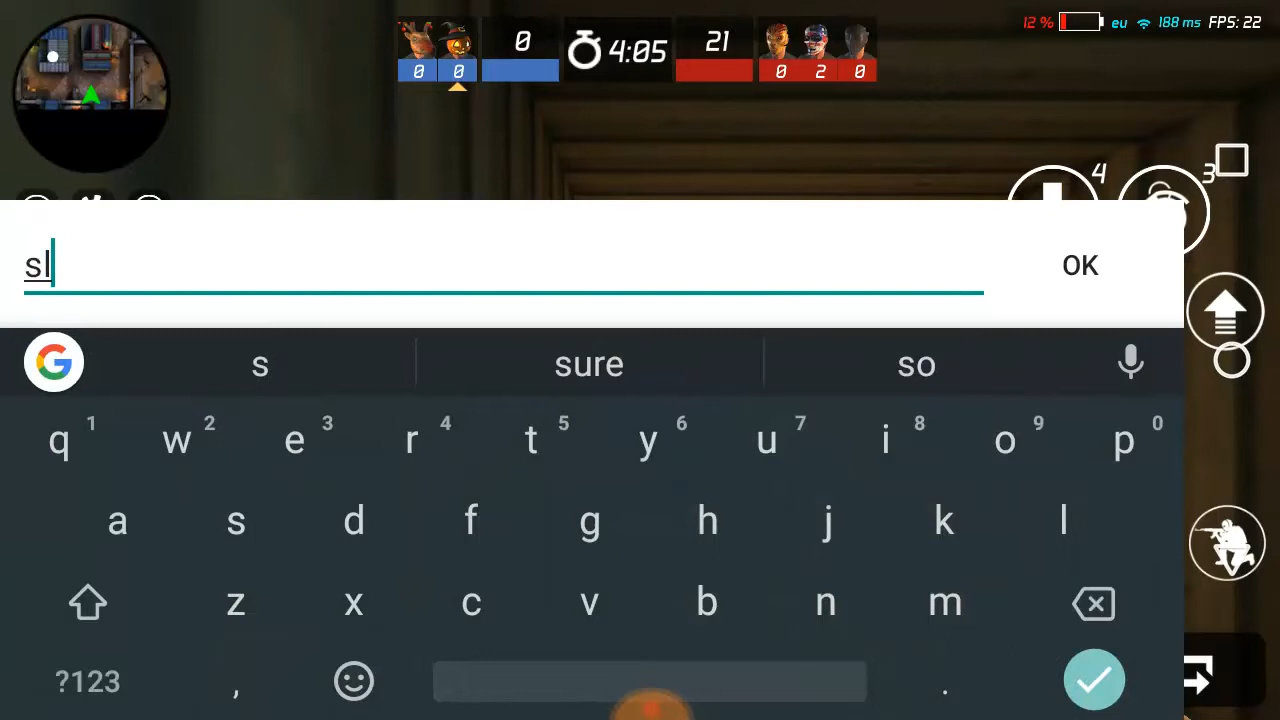 12 % eu 188 ms FPS: 22
0 4:05 21
0 0 0 2 0
4 3
sl OK
s sure so
q 1 w 2 e 3 r 4 t 5 y 6 u 7 i 8 o 9 p 0
a s d f g h j k l
z x c v b n m
?123 , .